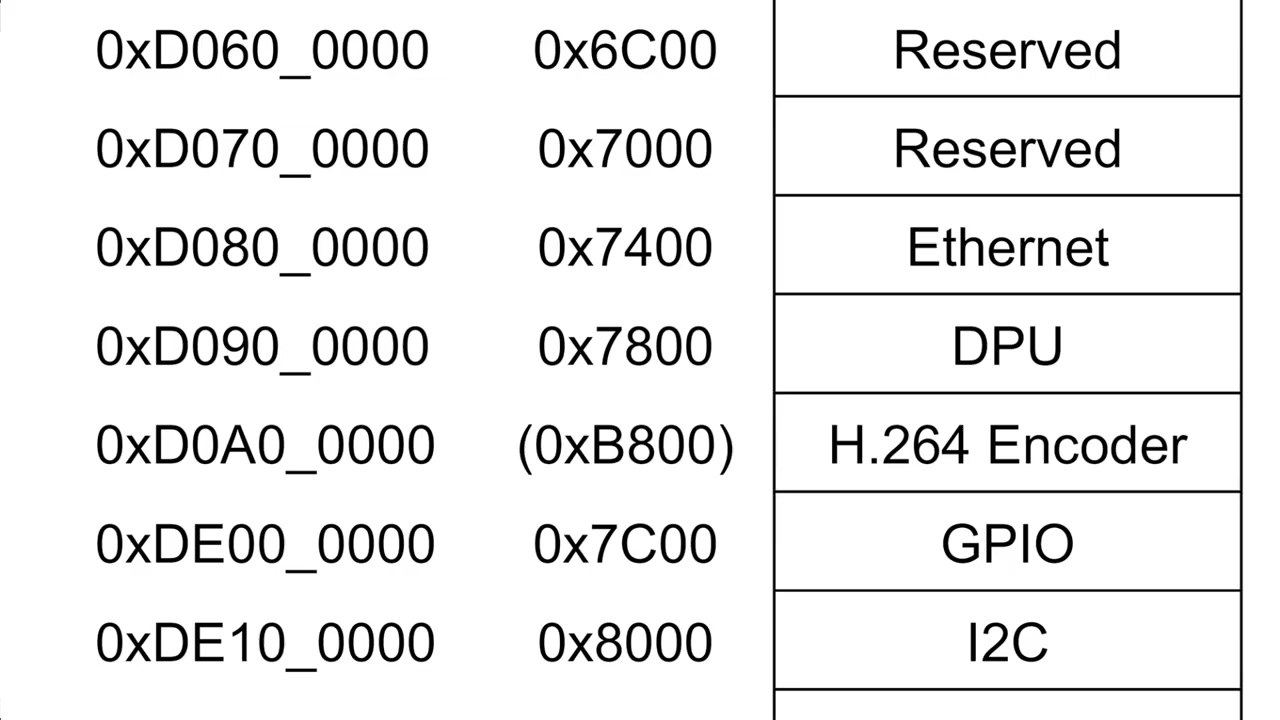 0xD060_0000 0x6C00 Reserved
0xD070_0000 0x7000 Reserved
0xD080_0000 0x7400 Ethernet
0xD090_0000 0x7800 DPU
0xD0A0_0000 (0xB800) H.264 Encoder
0xDE00_0000 0x7C00 GPIO
0xDE10_0000 0x8000 I2C